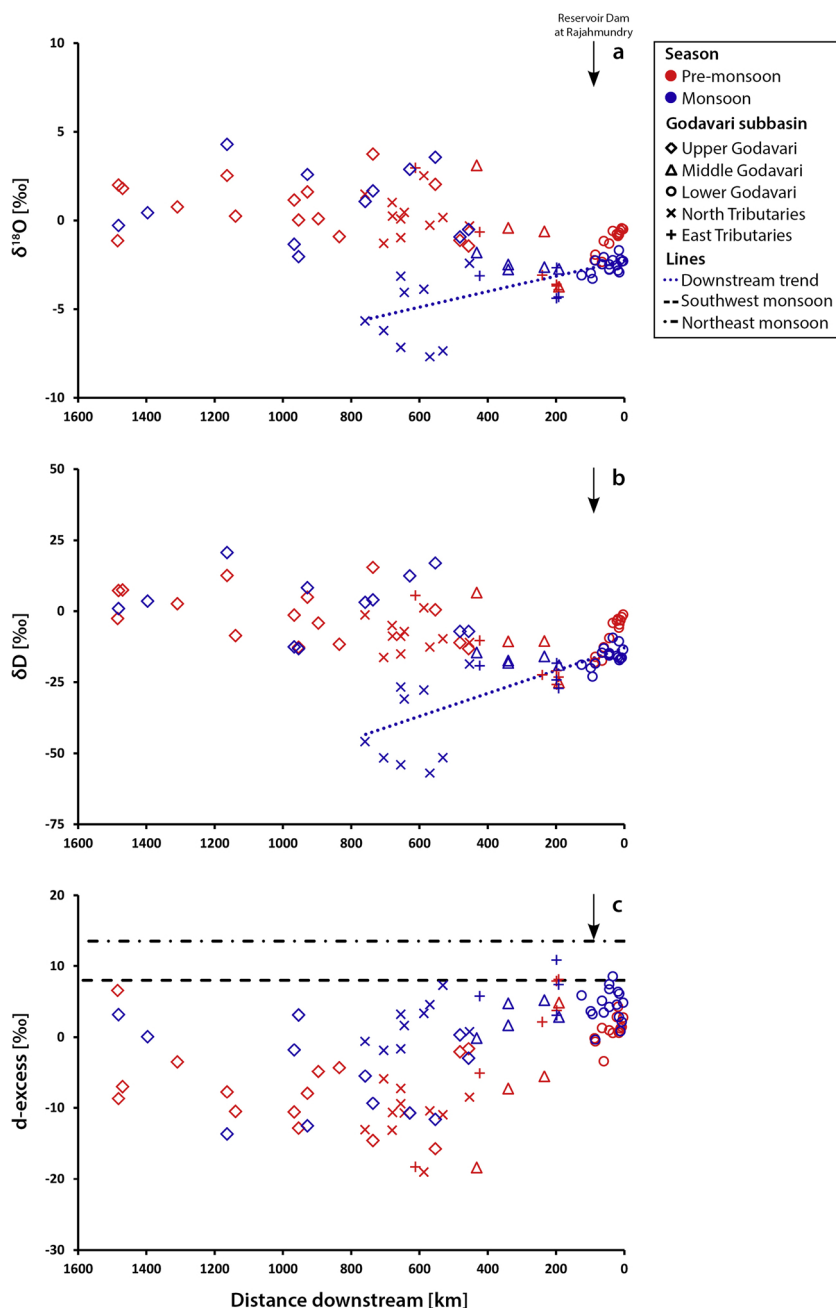 Reservoir Dam
at Rajahmundry
a
10
5
0
-5
-10
δ¹⁸O [‰]
1600 1400 1200 1000 800 600 400 200 0
Season
Pre-monsoon
Monsoon
Godavari subbasin
Upper Godavari
Middle Godavari
Lower Godavari
North Tributaries
East Tributaries
Lines
Downstream trend
Southwest monsoon
Northeast monsoon
b
50
25
0
-25
-50
-75
δD [‰]
1600 1400 1200 1000 800 600 400 200 0
c
20
10
0
-10
-20
-30
d-excess [‰]
1600 1400 1200 1000 800 600 400 200 0
Distance downstream [km]